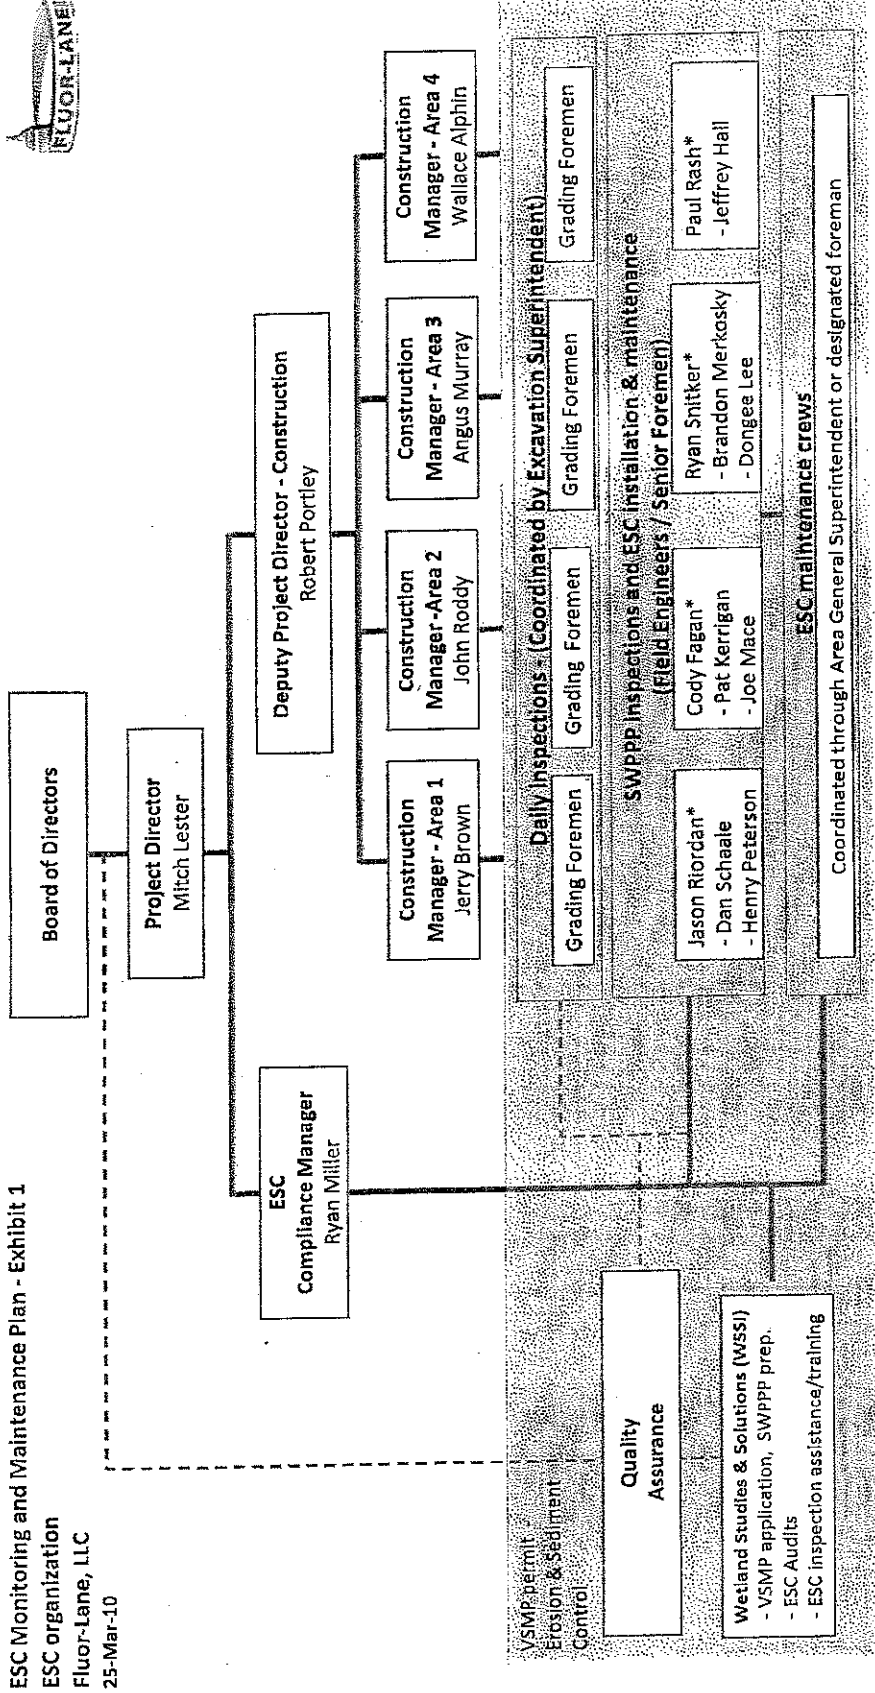 ESC Monitoring and Maintenance Plan - Exhibit 1
ESC organization
Fluor-Lane, LLC
25-Mar-10
FLUOR-LANE
Board of Directors
Project Director
Mitch Lester
ESC
Compliance Manager
Ryan Miller
Deputy Project Director - Construction
Robert Portley
Construction
Manager - Area 1
Jerry Brown
Construction
Manager -Area 2
John Roddy
Construction
Manager - Area 3
Angus Murray
Construction
Manager - Area 4
Wallace Alphin
VSMP permit -
Erosion & Sediment
Control
Quality
Assurance
Wetland Studies & Solutions (WSSI)
- VSMP application, SWPPP prep.
- ESC Audits
- ESC inspection assistance/training
Daily Inspections - (Coordinated by Excavation Superintendent)
Grading Foremen
Grading Foremen
Grading Foremen
Grading Foremen
SWPPP Inspections and ESC installation & maintenance
(Field Engineers / Senior Foremen)
Jason Riordan*
- Dan Schaale
- Henry Peterson
Cody Fagan*
- Pat Kerrigan
- Joe Mace
Ryan Snitker*
- Brandon Merkosky
- Dongee Lee
Paul Rash*
- Jeffrey Hall
ESC maintenance crews
Coordinated through Area General Superintendent or designated foreman